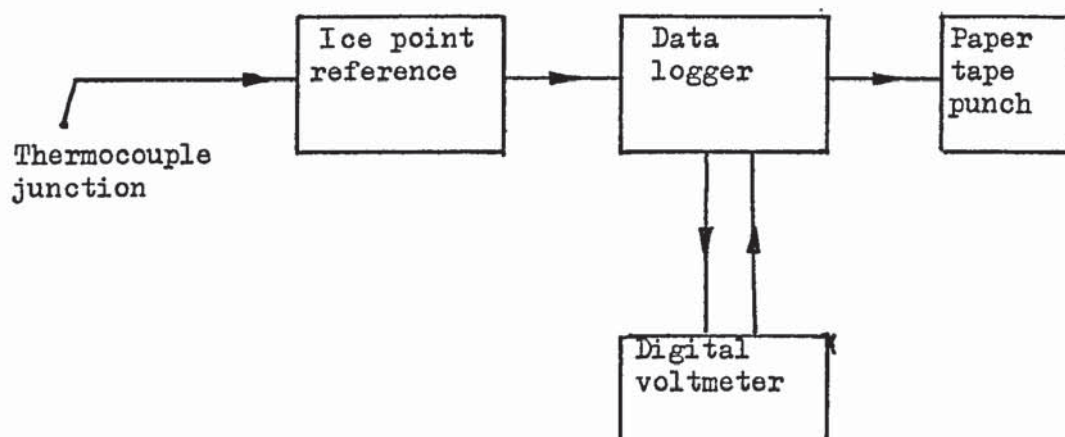 Ice point
reference
Data
logger
Paper
tape
punch
Thermocouple
junction
Digital
voltmeter